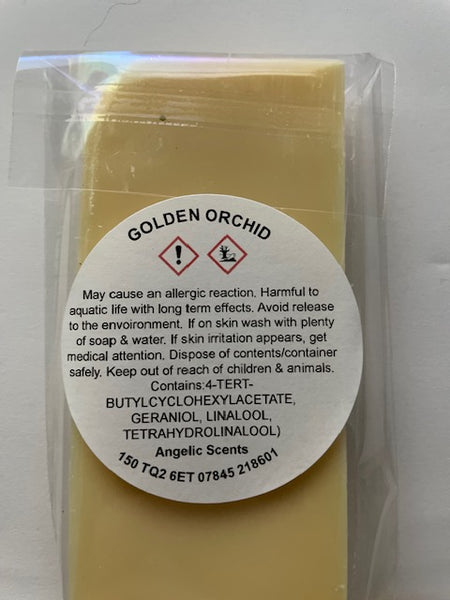 GOLDEN ORCHID
May cause an allergic reaction. Harmful to
aquatic life with long term effects. Avoid release
to the envoironment. If on skin wash with plenty
of soap & water. If skin irritation appears, get
medical attention. Dispose of contents/container
safely. Keep out of reach of children & animals.
Contains:4-TERT-
BUTYLCYCLOHEXYLACETATE,
GERANIOL, LINALOOL,
TETRAHYDROLINALOOL)
Angelic Scents
150 TQ2 6ET 07845 218601